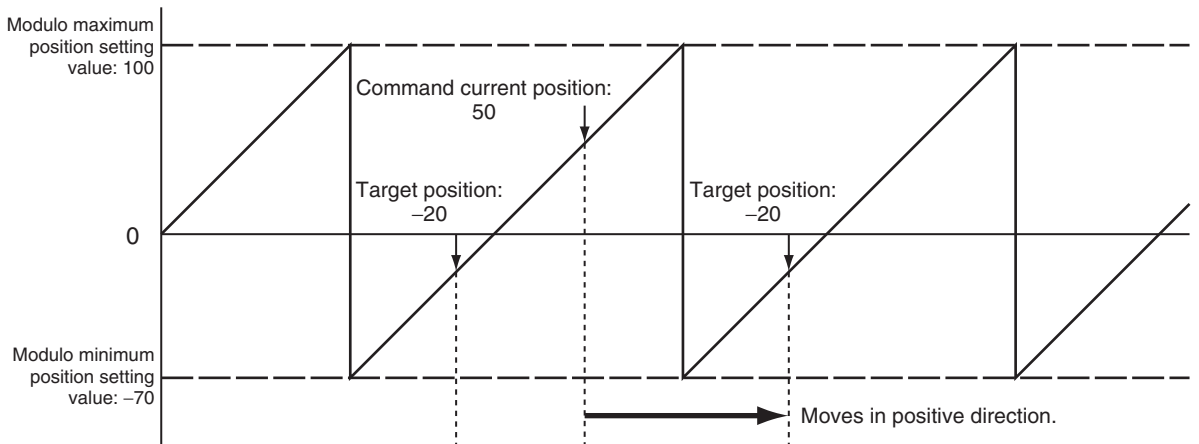 Modulo maximum
position setting
value: 100
Command current position:
50
Target position:
−20
Target position:
−20
0
Modulo minimum
position setting
value: −70
Moves in positive direction.